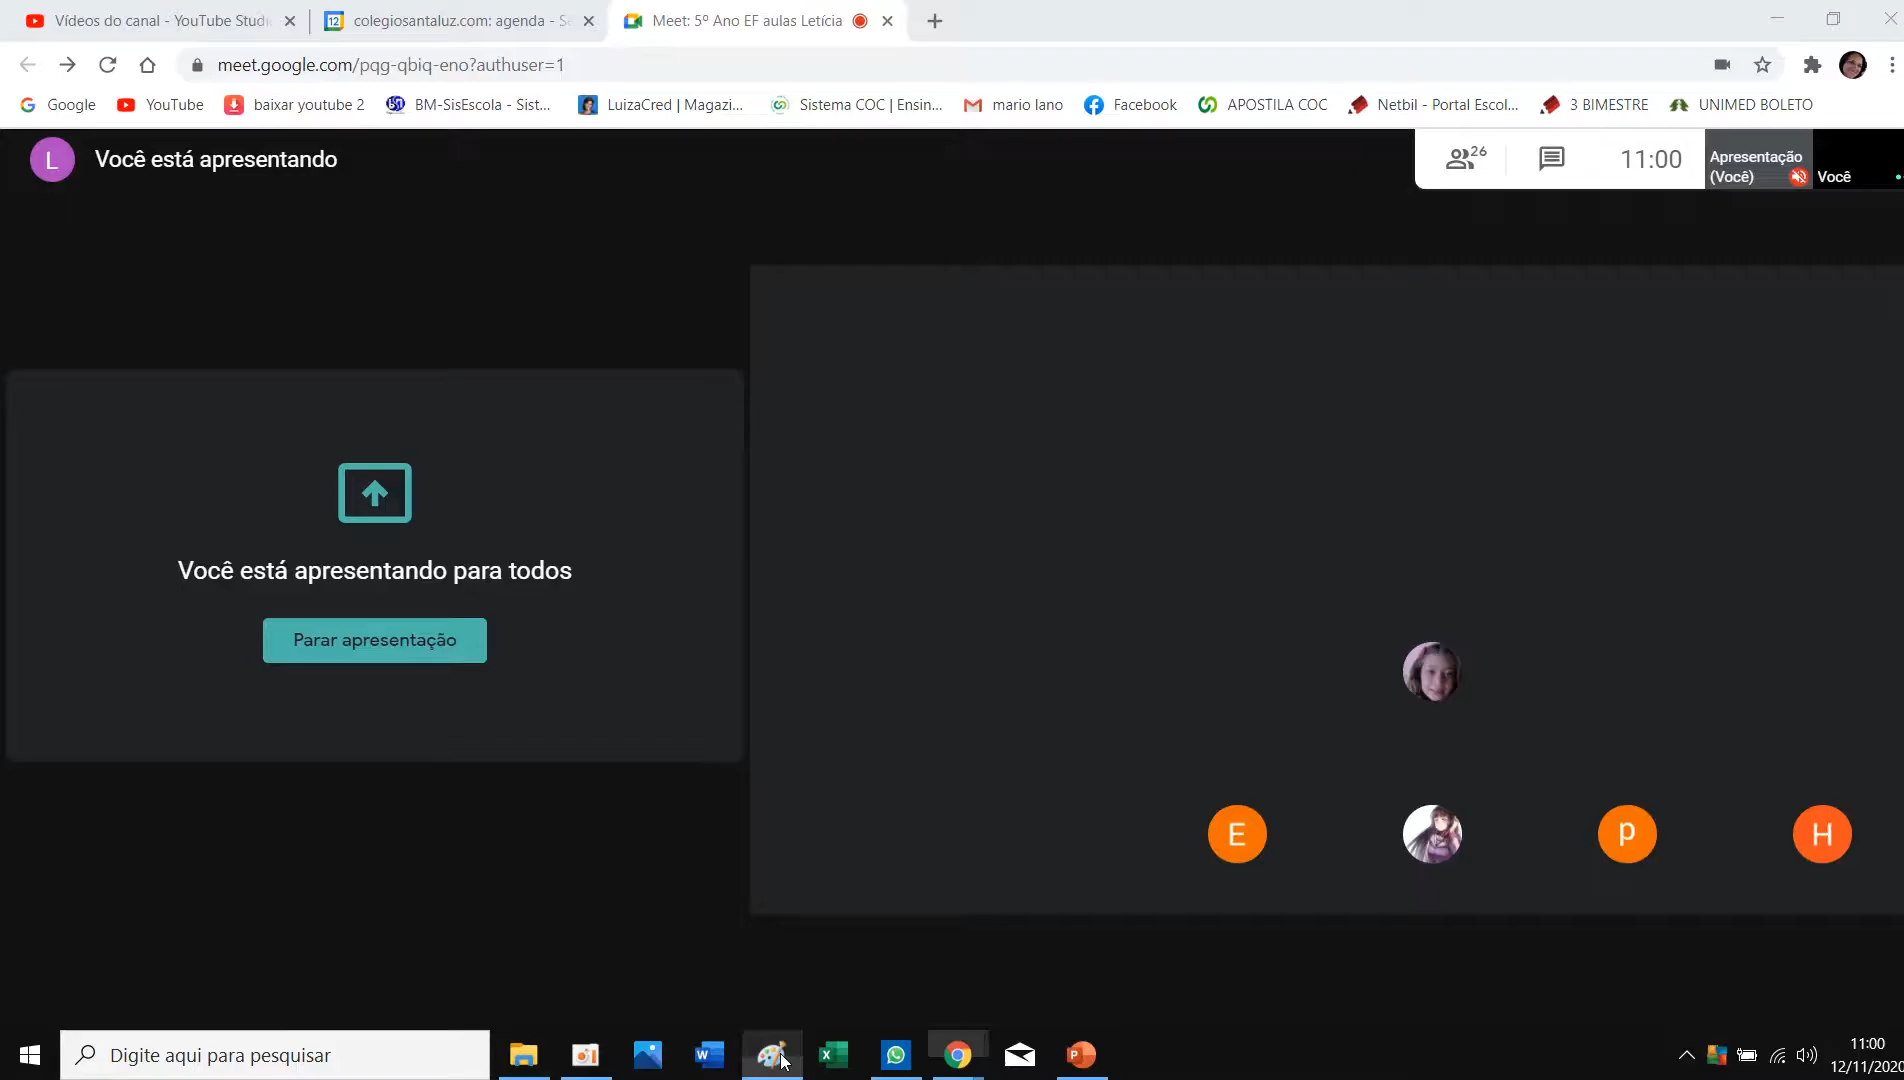 Vídeos do canal - YouTube Studi
12
colegiosantaluz.com: agenda - Se
Meet: 5º Ano EF aulas Letícia
meet.google.com/pqg-qbiq-eno?authuser=1
Google
YouTube
baixar youtube 2
BM-SisEscola - Sist...
LuizaCred | Magazi...
Sistema COC | Ensin...
mario lano
Facebook
APOSTILA COC
Netbil - Portal Escol...
3 BIMESTRE
UNIMED BOLETO
L
Você está apresentando
26
11:00
Apresentação
(Você)
Você
Você está apresentando para todos
Parar apresentação
E
p
H
Digite aqui para pesquisar
11:00
12/11/2020